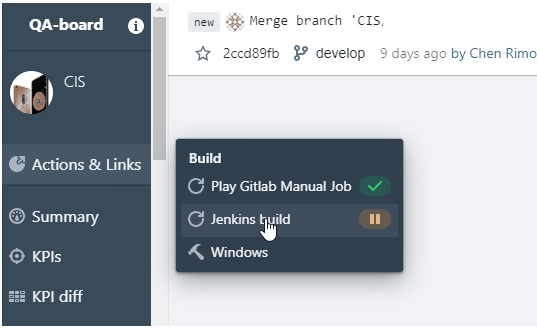 QA-board
CIS
Actions & Links
Summary
KPIs
KPI diff
new Merge branch 'CIS,
2ccd89fb develop 9 days ago by Chen Rimo
Build
Play Gitlab Manual Job
Jenkins build
Windows